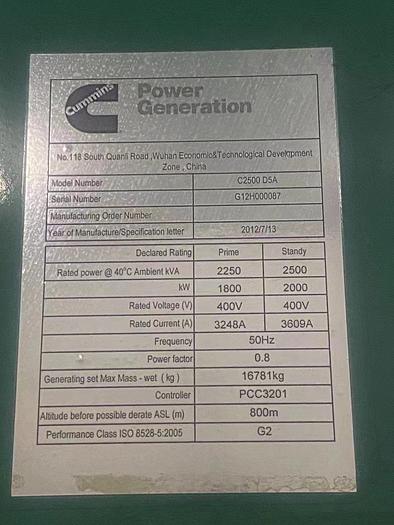 Cummins
Power
Generation
No.118 South Quanli Road ,Wuhan Economic&Technological Development
Zone , China
Model Number C2500 D5A
Serial Number G12H000087
Manufacturing Order Number
Year of Manufacture/Specification letter 2012/7/13
Declared Rating Prime Standy
Rated power @ 40°C Ambient kVA 2250 2500
kW 1800 2000
Rated Voltage (V) 400V 400V
Rated Current (A) 3248A 3609A
Frequency 50Hz
Power factor 0.8
Generating set Max Mass - wet ( kg ) 16781kg
Controller PCC3201
Altitude before possible derate ASL (m) 800m
Performance Class ISO 8528-5:2005 G2